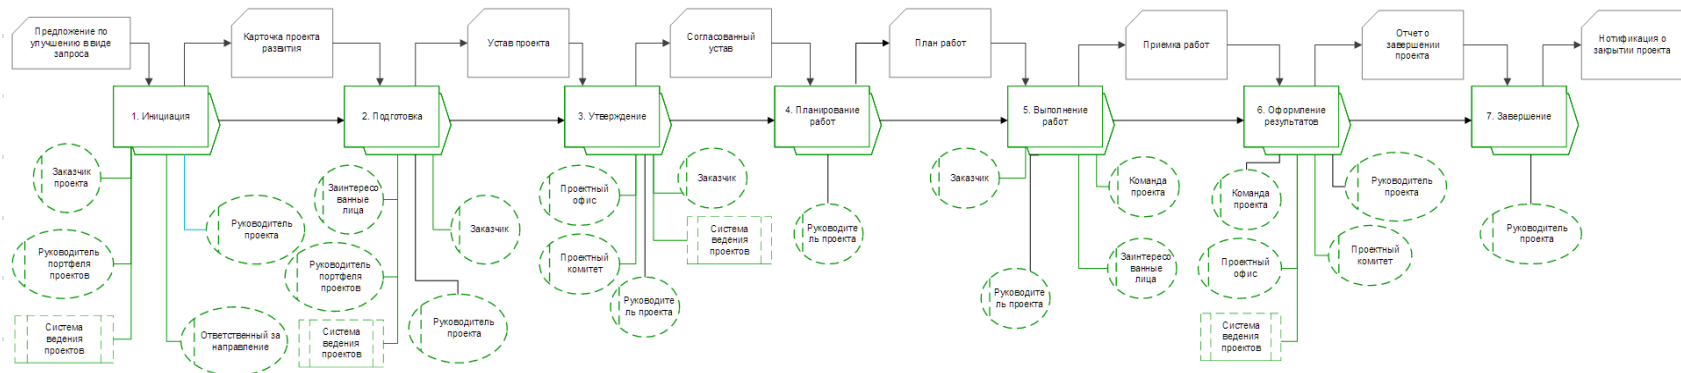 Предложение по
улучшению в виде
запроса
Карточка проекта
развития
Устав проекта
Согласованный
устав
План работ
Приемка работ
Отчет о
завершении
проекта
Нотификация о
закрытии проекта
1. Инициация
2. Подготовка
3. Утверждение
4. Планирование
работ
5. Выполнение
работ
6. Оформление
результатов
7. Завершение
Заказчик
проекта
Руководитель
проекта
Руководитель
портфеля
проектов
Система
ведения
проектов
Ответственный за
направление
Заинтересо
ванные
лица
Заказчик
Руководитель
портфеля
проектов
Система
ведения
проектов
Руководитель
проекта
Проектный
офис
Заказчик
Проектный
комитет
Система
ведения
проектов
Руководите
ль проекта
Руководите
ль проекта
Заказчик
Команда
проекта
Руководите
ль проекта
Заинтересо
ванные
лица
Команда
проекта
Руководитель
проекта
Проектный
офис
Проектный
комитет
Система
ведения
проектов
Руководитель
проекта